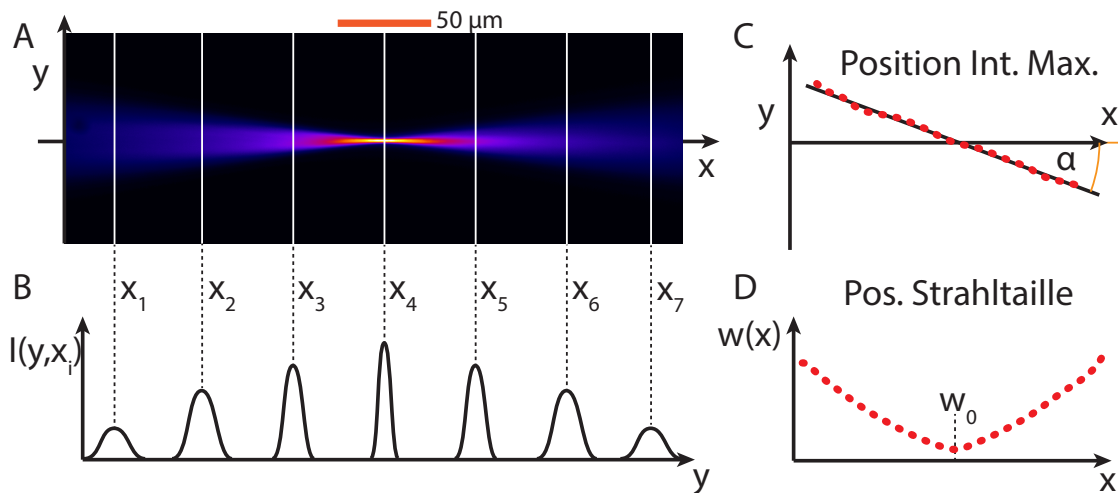 A
50 µm
y
x
B
x₁
x₂
x₃
x₄
x₅
x₆
x₇
I(y,xᵢ)
y
C
Position Int. Max.
y
x
α
D
Pos. Strahltaille
w(x)
w₀
x